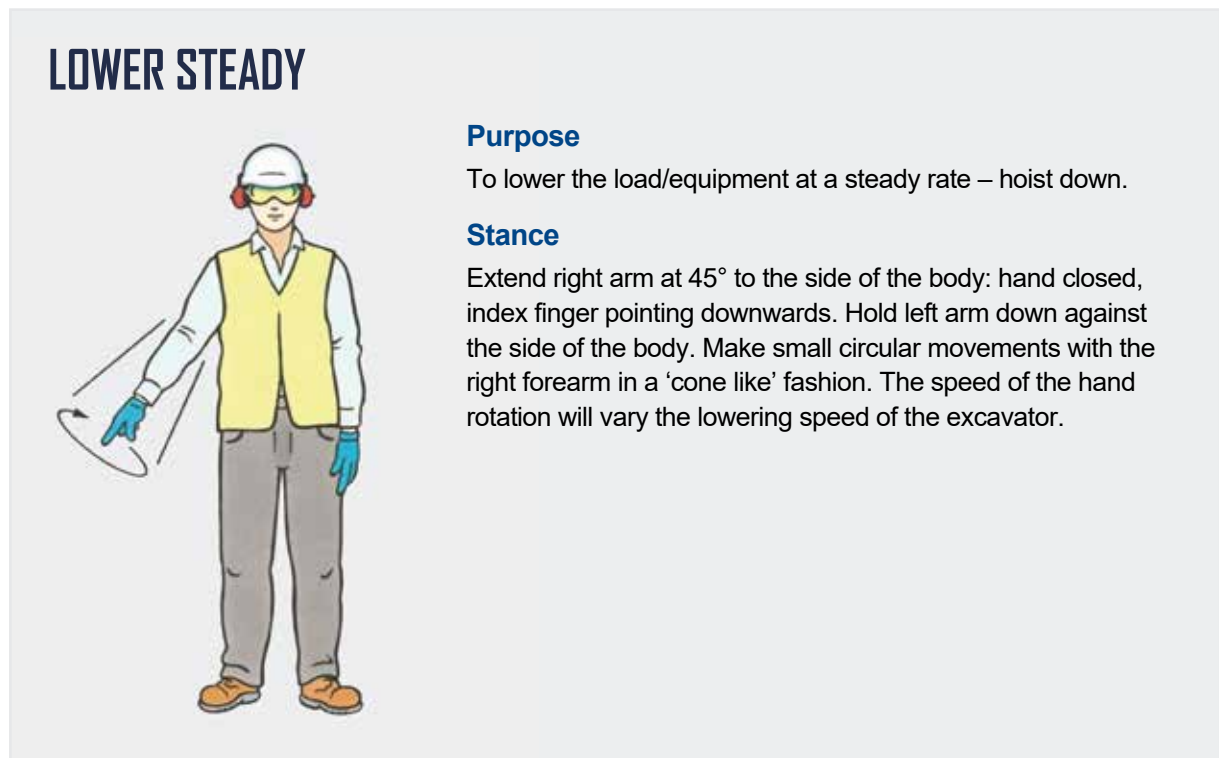 LOWER STEADY
Purpose
To lower the load/equipment at a steady rate – hoist down.
Stance
Extend right arm at 45° to the side of the body: hand closed,
index finger pointing downwards. Hold left arm down against
the side of the body. Make small circular movements with the
right forearm in a ‘cone like’ fashion. The speed of the hand
rotation will vary the lowering speed of the excavator.